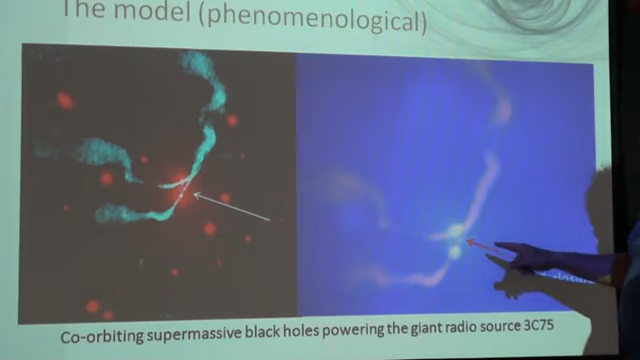 The model (phenomenological)
Co-orbiting supermassive black holes powering the giant radio source 3C75